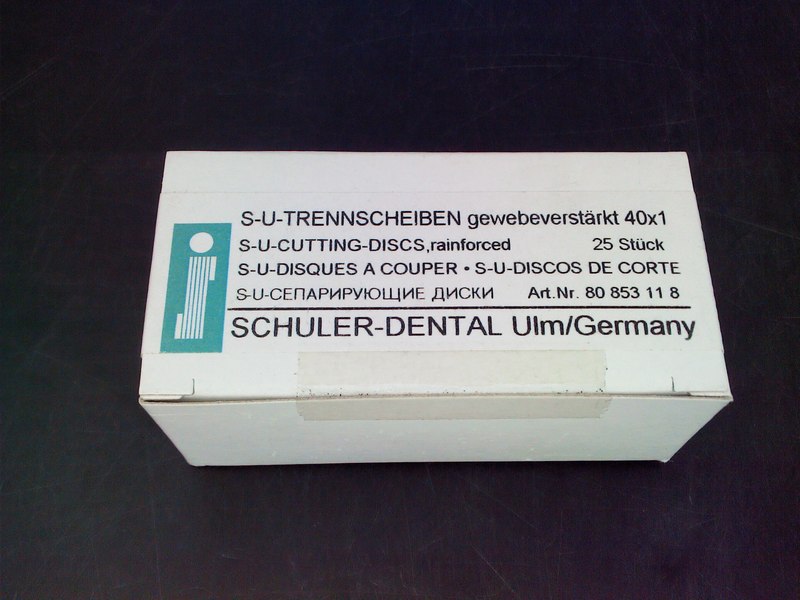 S-U-TRENNSCHEIBEN gewebeverstärkt 40x1
S-U-CUTTING-DISCS,rainforced 25 Stück
S-U-DISQUES A COUPER • S-U-DISCOS DE CORTE
S-U-СЕПАРИРУЮЩИЕ ДИСКИ Art.Nr. 80 853 11 8
SCHULER-DENTAL Ulm/Germany